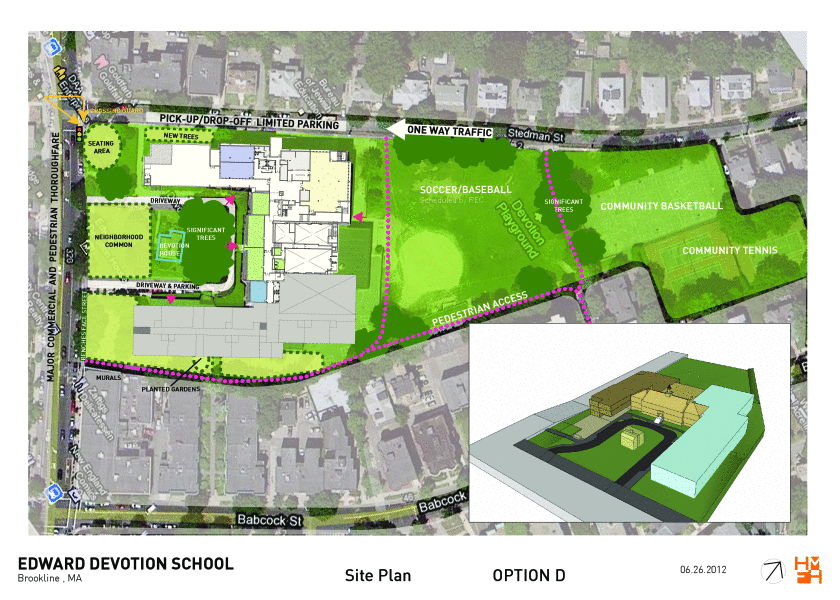 PICK-UP/DROP-OFF LIMITED PARKING
ONE WAY TRAFFIC
Stedman St
NEW TREES
SEATING
AREA
MAJOR COMMERCIAL AND PEDESTRIAN THOROUGHFARE
DRIVEWAY
NEIGHBORHOOD
COMMON
DEVOTION
HOUSE
SIGNIFICANT
TREES
DRIVEWAY & PARKING
SOCCER/BASEBALL
Scheduled by PEC
Devotion
Playground
SIGNIFICANT
TREES
COMMUNITY BASKETBALL
COMMUNITY TENNIS
PEDESTRIAN ACCESS
MURALS
PLANTED GARDENS
Babcock St
Babcock
46
EDWARD DEVOTION SCHOOL
Brookline , MA
Site Plan
OPTION D
06.26.2012